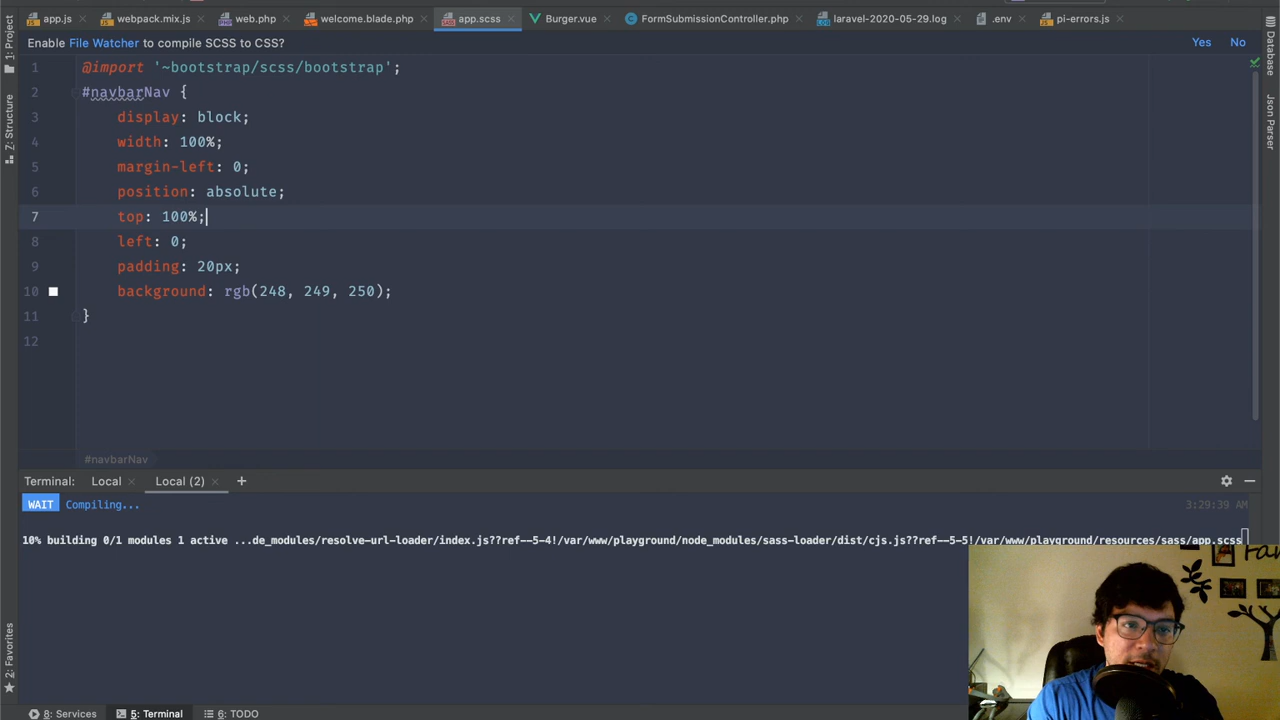 app.js
webpack.mix.js
web.php
welcome.blade.php
app.scss
Burger.vue
FormSubmissionController.php
laravel-2020-05-29.log
.env
pi-errors.js
1: Project
Z: Structure
2: Favorites
Database
Json Parser
Enable File Watcher to compile SCSS to CSS?
Yes No
1 @import '~bootstrap/scss/bootstrap';
2 #navbarNav {
3 display: block;
4 width: 100%;
5 margin-left: 0;
6 position: absolute;
7 top: 100%;
8 left: 0;
9 padding: 20px;
10 background: rgb(248, 249, 250);
11 }
12
#navbarNav
Terminal: Local Local (2) +
WAIT Compiling... 3:29:39 AM
10% building 0/1 modules 1 active ...de_modules/resolve-url-loader/index.js??ref--5-4!/var/www/playground/node_modules/sass-loader/dist/cjs.js??ref--5-5!/var/www/playground/resources/sass/app.scss
8: Services 5: Terminal 6: TODO